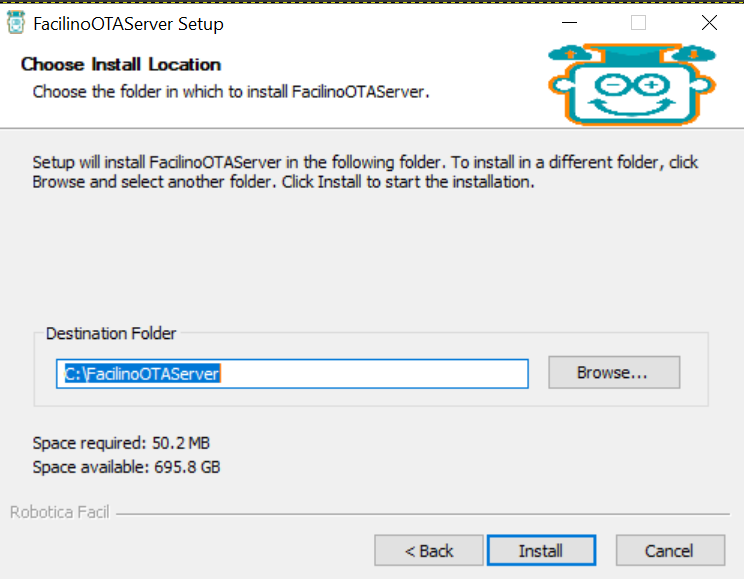 FacilinoOTAServer Setup
Choose Install Location
Choose the folder in which to install FacilinoOTAServer.
Setup will install FacilinoOTAServer in the following folder. To install in a different folder, click
Browse and select another folder. Click Install to start the installation.
Destination Folder
C:\FacilinoOTAServer
Browse...
Space required: 50.2 MB
Space available: 695.8 GB
Robotica Facil
< Back
Install
Cancel